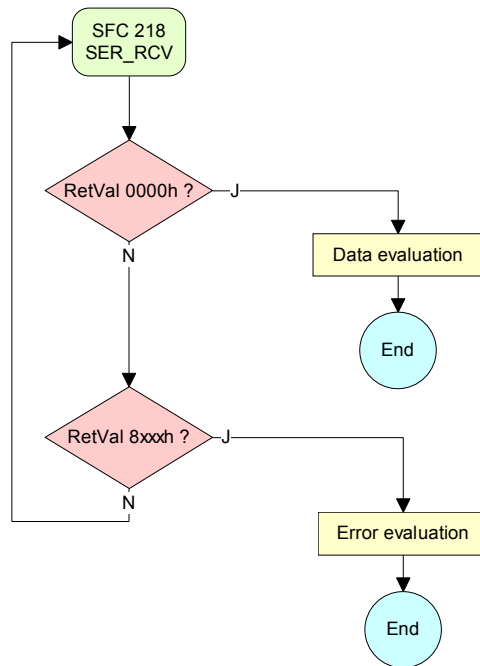 SFC 218
SER_RCV
RetVal 0000h ?
J
N
Data evaluation
End
RetVal 8xxxh ?
J
N
Error evaluation
End